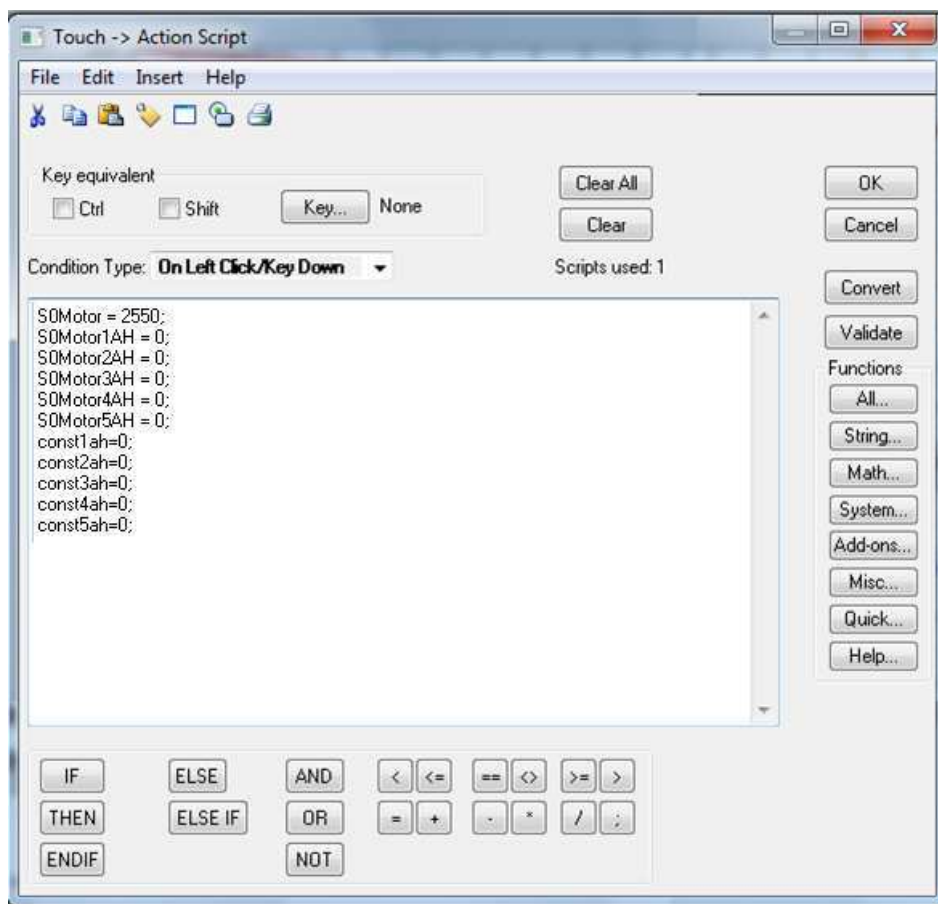 Touch -> Action Script
File Edit Insert Help
Key equivalent
Ctrl Shift Key... None
Clear All
Clear
OK
Cancel
Condition Type: On Left Click/Key Down
Scripts used: 1
Convert
Validate
S0Motor = 2550;
S0Motor1AH = 0;
S0Motor2AH = 0;
S0Motor3AH = 0;
S0Motor4AH = 0;
S0Motor5AH = 0;
const1ah=0;
const2ah=0;
const3ah=0;
const4ah=0;
const5ah=0;
Functions
All...
String...
Math...
System...
Add-ons...
Misc...
Quick...
Help...
IF ELSE AND < <= == <> >= >
THEN ELSE IF OR = + - * / ;
ENDIF NOT